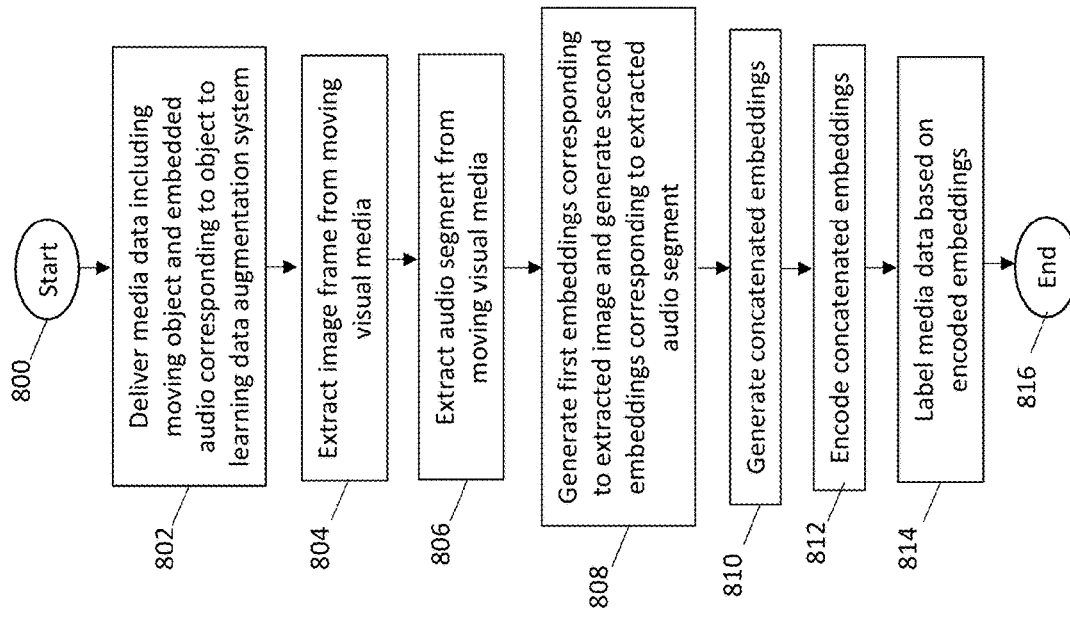 800
Start
802
Deliver media data including
moving object and embedded
audio corresponding to object to
learning data augmentation system
804
Extract image frame from moving
visual media
806
Extract audio segment from
moving visual media
808
Generate first embeddings corresponding
to extracted image and generate second
embeddings corresponding to extracted
audio segment
810
Generate concatenated embeddings
812
Encode concatenated embeddings
814
Label media data based on
encoded embeddings
816
End